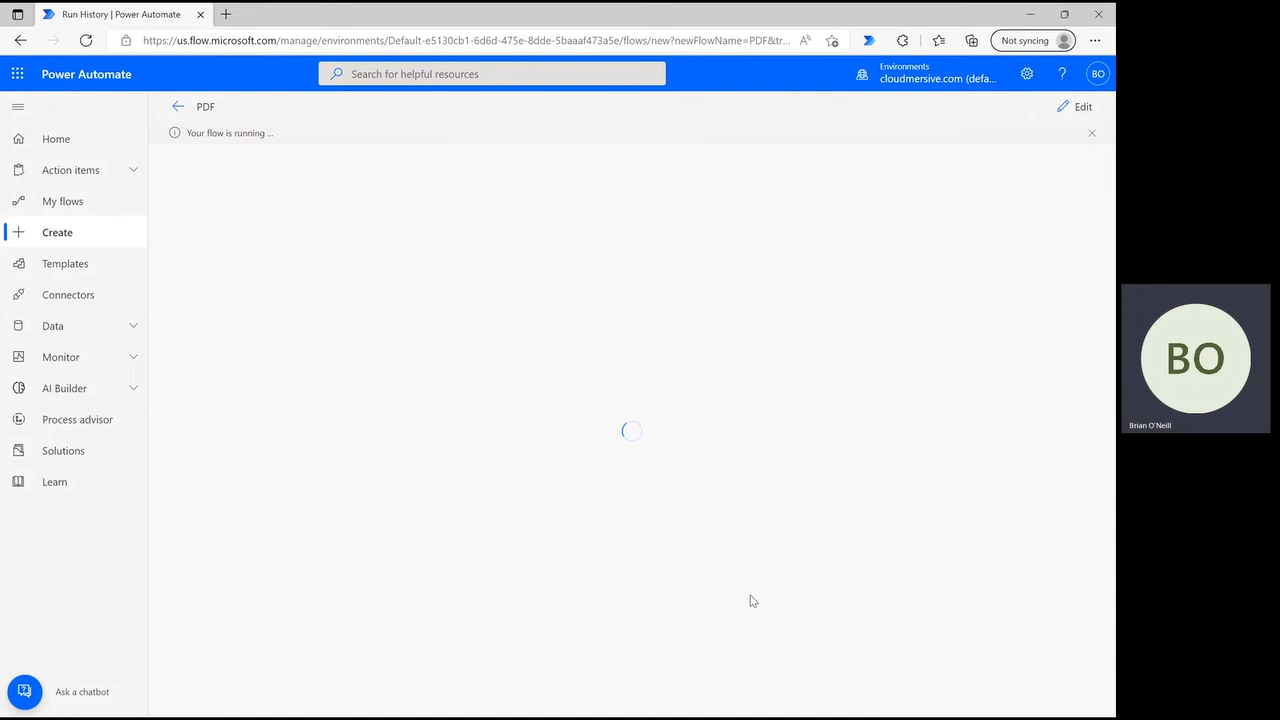 Run History | Power Automate
https://us.flow.microsoft.com/manage/environments/Default-e5130cb1-6d6d-475e-8dde-5baaaf473a5e/flows/new?newFlowName=PDF&tr...
Not syncing
Power Automate
Search for helpful resources
Environments
cloudmersive.com (defa...
BO
PDF
Edit
Your flow is running ...
Home
Action items
My flows
Create
Templates
Connectors
Data
Monitor
AI Builder
Process advisor
Solutions
Learn
Ask a chatbot
BO
Brian O'Neill